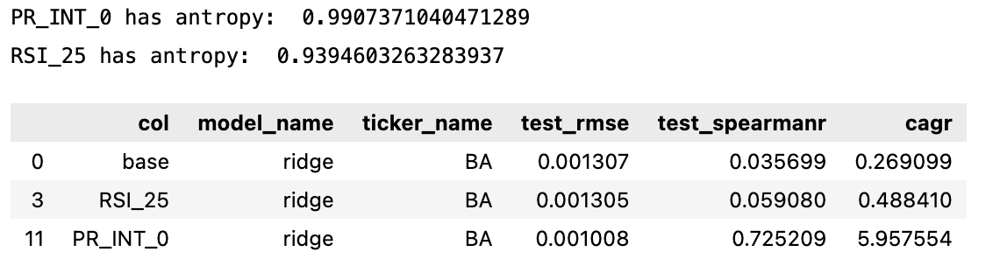 PR_INT_0 has antropy:  0.9907371040471289
RSI_25 has antropy:  0.9394603263283937
col model_name ticker_name test_rmse test_spearmanr cagr
0 base ridge BA 0.001307 0.035699 0.269099
3 RSI_25 ridge BA 0.001305 0.059080 0.488410
11 PR_INT_0 ridge BA 0.001008 0.725209 5.957554